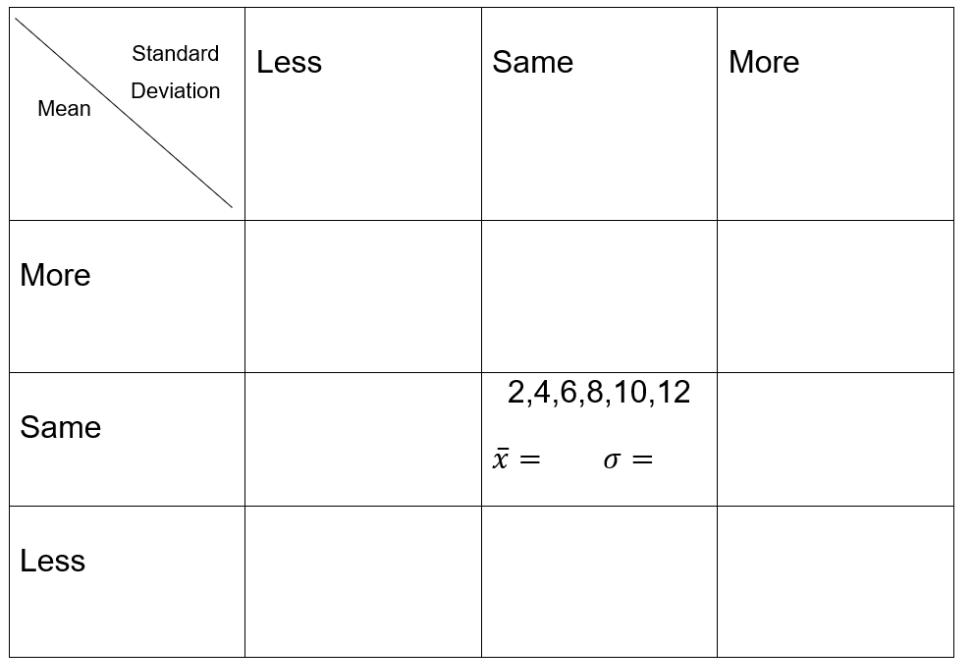 Standard
Deviation
Mean
Less
Same
More
More
Same
2,4,6,8,10,12
x̄ = σ =
Less